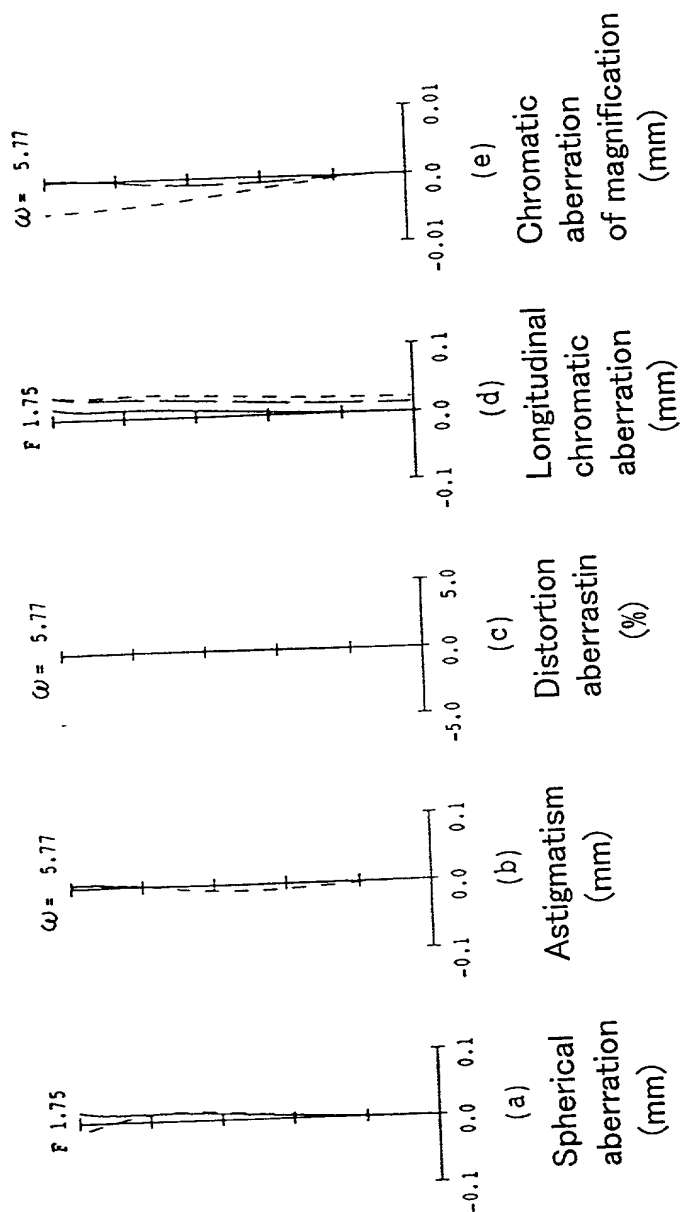 F 1.75
-0.1 0.0 0.1
(a)
Spherical
aberration
(mm)
ω= 5.77
-0.1 0.0 0.1
(b)
Astigmatism
(mm)
ω= 5.77
-5.0 0.0 5.0
(c)
Distortion
aberrastin
(%)
F 1.75
-0.1 0.0 0.1
(d)
Longitudinal
chromatic
aberration
(mm)
ω= 5.77
-0.01 0.0 0.01
(e)
Chromatic
aberration
of magnification
(mm)